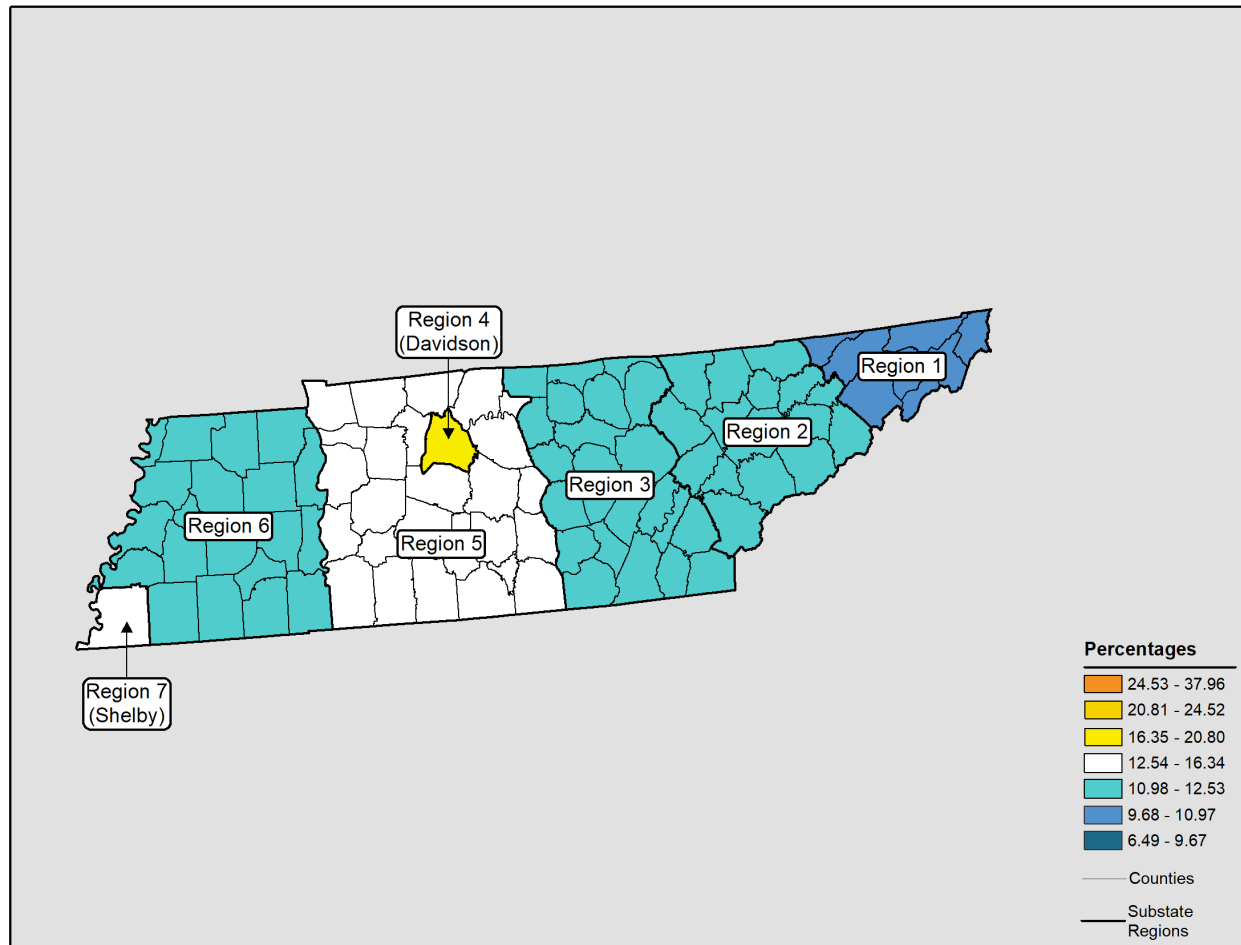 Region 4
(Davidson)
Region 1
Region 2
Region 3
Region 6
Region 5
Region 7
(Shelby)
Percentages
24.53 - 37.96
20.81 - 24.52
16.35 - 20.80
12.54 - 16.34
10.98 - 12.53
9.68 - 10.97
6.49 - 9.67
Counties
Substate
Regions